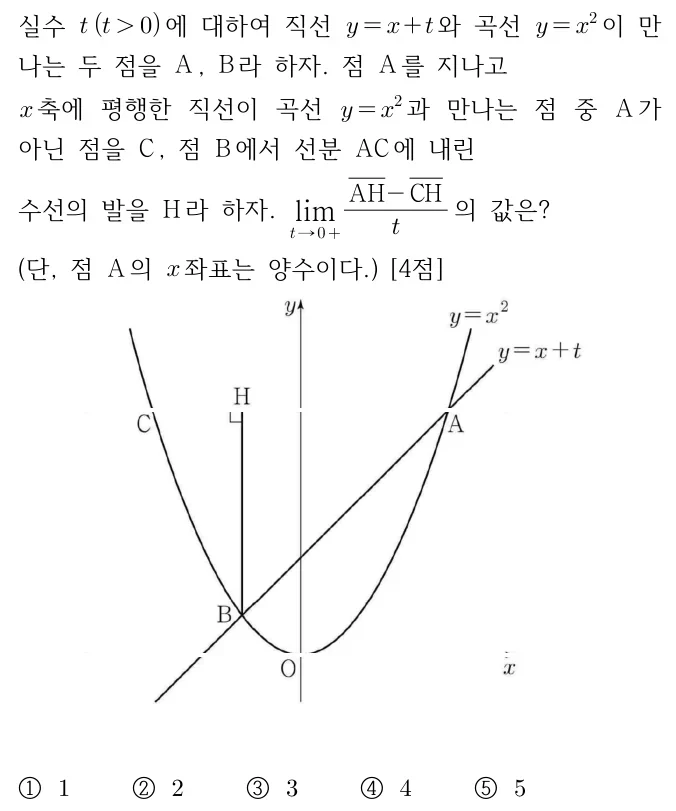 실수 t(t>0)에 대하여 직선 y=x+t와 곡선 y=x²이 만
나는 두 점을 A, B라 하자. 점 A를 지나고
x축에 평행한 직선이 곡선 y=x²과 만나는 점 중 A가
아닌 점을 C, 점 B에서 선분 AC에 내린
수선의 발을 H라 하자. lim_{t→0+} (\overline{AH}-\overline{CH})/t 의 값은?
(단, 점 A의 x좌표는 양수이다.) [4점]
y
y=x²
y=x+t
H
C
A
B
O
x
① 1 ② 2 ③ 3 ④ 4 ⑤ 5